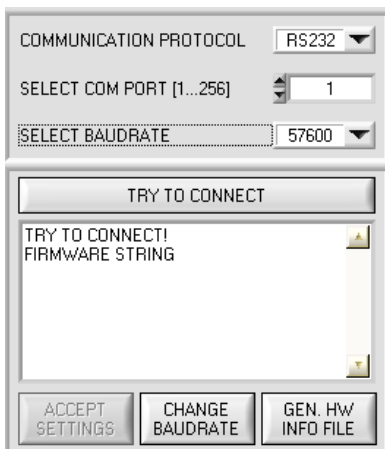 COMMUNICATION PROTOCOL RS232
SELECT COM PORT [1...256] 1
SELECT BAUDRATE 57600
TRY TO CONNECT
TRY TO CONNECT!
FIRMWARE STRING
ACCEPT SETTINGS
CHANGE BAUDRATE
GEN. HW INFO FILE